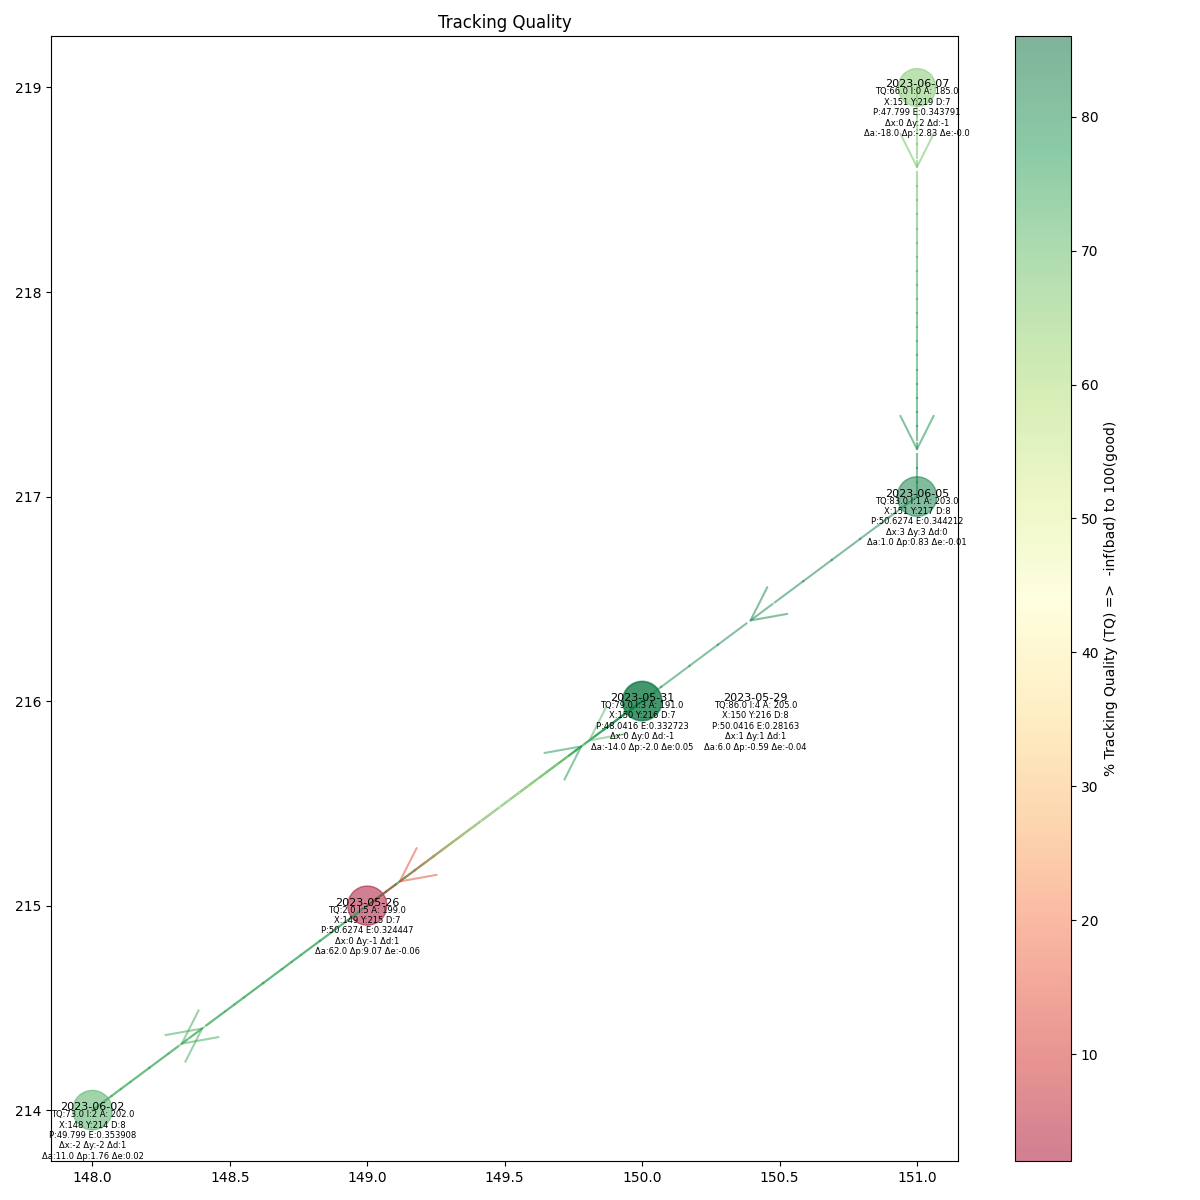 Tracking Quality
219
218
217
216
215
214
148.0
148.5
149.0
149.5
150.0
150.5
151.0
2023-06-07
TQ:66.0 I:0 A: 185.0
X:151 Y:219 D:7
P:47.799 E:0.343791
Δx:0 Δy:2 Δd:-1
Δa:-18.0 Δp:-2.83 Δe:-0.0
2023-06-05
TQ:83.0 I:1 A: 203.0
X:151 Y:217 D:8
P:50.6274 E:0.344212
Δx:3 Δy:3 Δd:0
Δa:1.0 Δp:0.83 Δe:-0.01
2023-05-31
TQ:79.0 I:3 A: 191.0
X:150 Y:216 D:7
P:48.0416 E:0.332723
Δx:0 Δy:0 Δd:-1
Δa:-14.0 Δp:-2.0 Δe:0.05
2023-05-29
TQ:86.0 I:4 A: 205.0
X:150 Y:216 D:8
P:50.0416 E:0.28163
Δx:1 Δy:1 Δd:1
Δa:6.0 Δp:-0.59 Δe:-0.04
2023-05-26
TQ:2.0 I:5 A: 199.0
X:149 Y:215 D:7
P:50.6274 E:0.324447
Δx:0 Δy:-1 Δd:1
Δa:62.0 Δp:9.07 Δe:-0.06
2023-06-02
TQ:73.0 I:2 A: 202.0
X:148 Y:214 D:8
P:49.799 E:0.353908
Δx:-2 Δy:-2 Δd:1
Δa:11.0 Δp:1.76 Δe:0.02
80
70
60
50
40
30
20
10
% Tracking Quality (TQ) => -inf(bad) to 100(good)